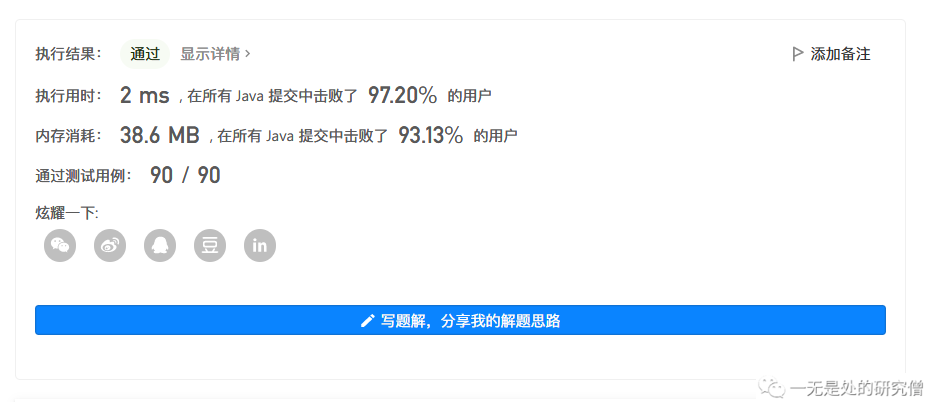 执行结果： 通过 显示详情 › 添加备注
执行用时： 2 ms , 在所有 Java 提交中击败了 97.20% 的用户
内存消耗： 38.6 MB , 在所有 Java 提交中击败了 93.13% 的用户
通过测试用例： 90 / 90
炫耀一下:
豆 in
写题解，分享我的解题思路
一无是处的研究僧